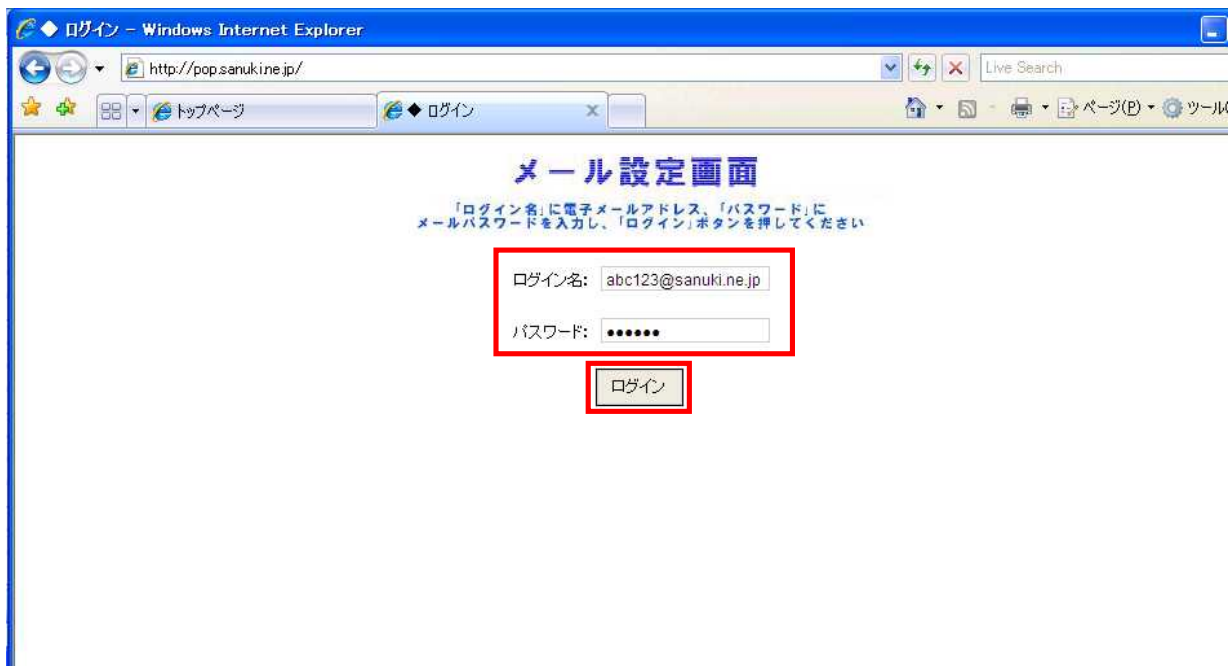 ◆ ログイン - Windows Internet Explorer
http://pop.sanuki.ne.jp/
Live Search
トップページ
◆ ログイン
ページ(P)
ツール(
メール設定画面
「ログイン名」に電子メールアドレス、「パスワード」に
メールパスワードを入力し、「ログイン」ボタンを押してください
ログイン名: abc123@sanuki.ne.jp
パスワード: ●●●●●●
ログイン